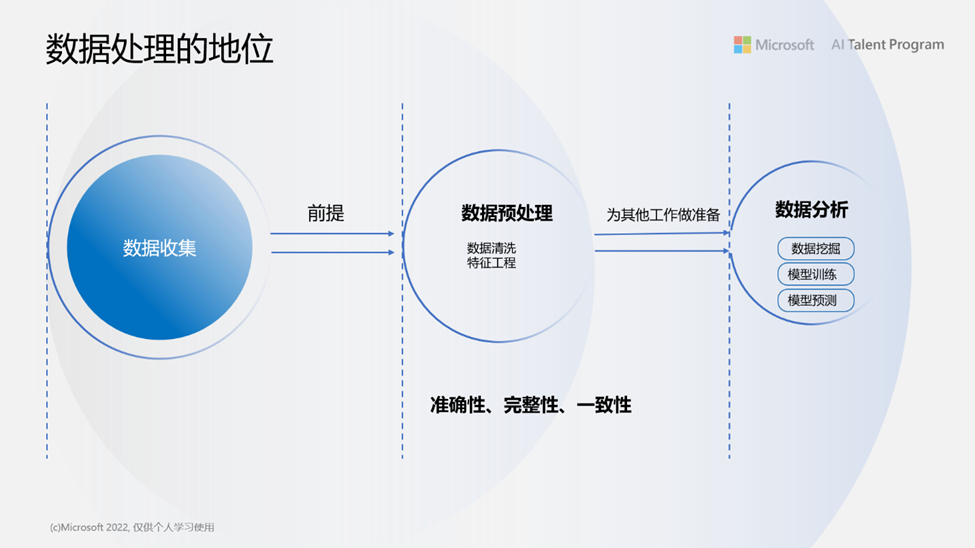 数据处理的地位
Microsoft AI Talent Program
数据收集
前提
数据预处理
数据清洗
特征工程
为其他工作做准备
数据分析
数据挖掘
模型训练
模型预测
准确性、完整性、一致性
(c)Microsoft 2022, 仅供个人学习使用